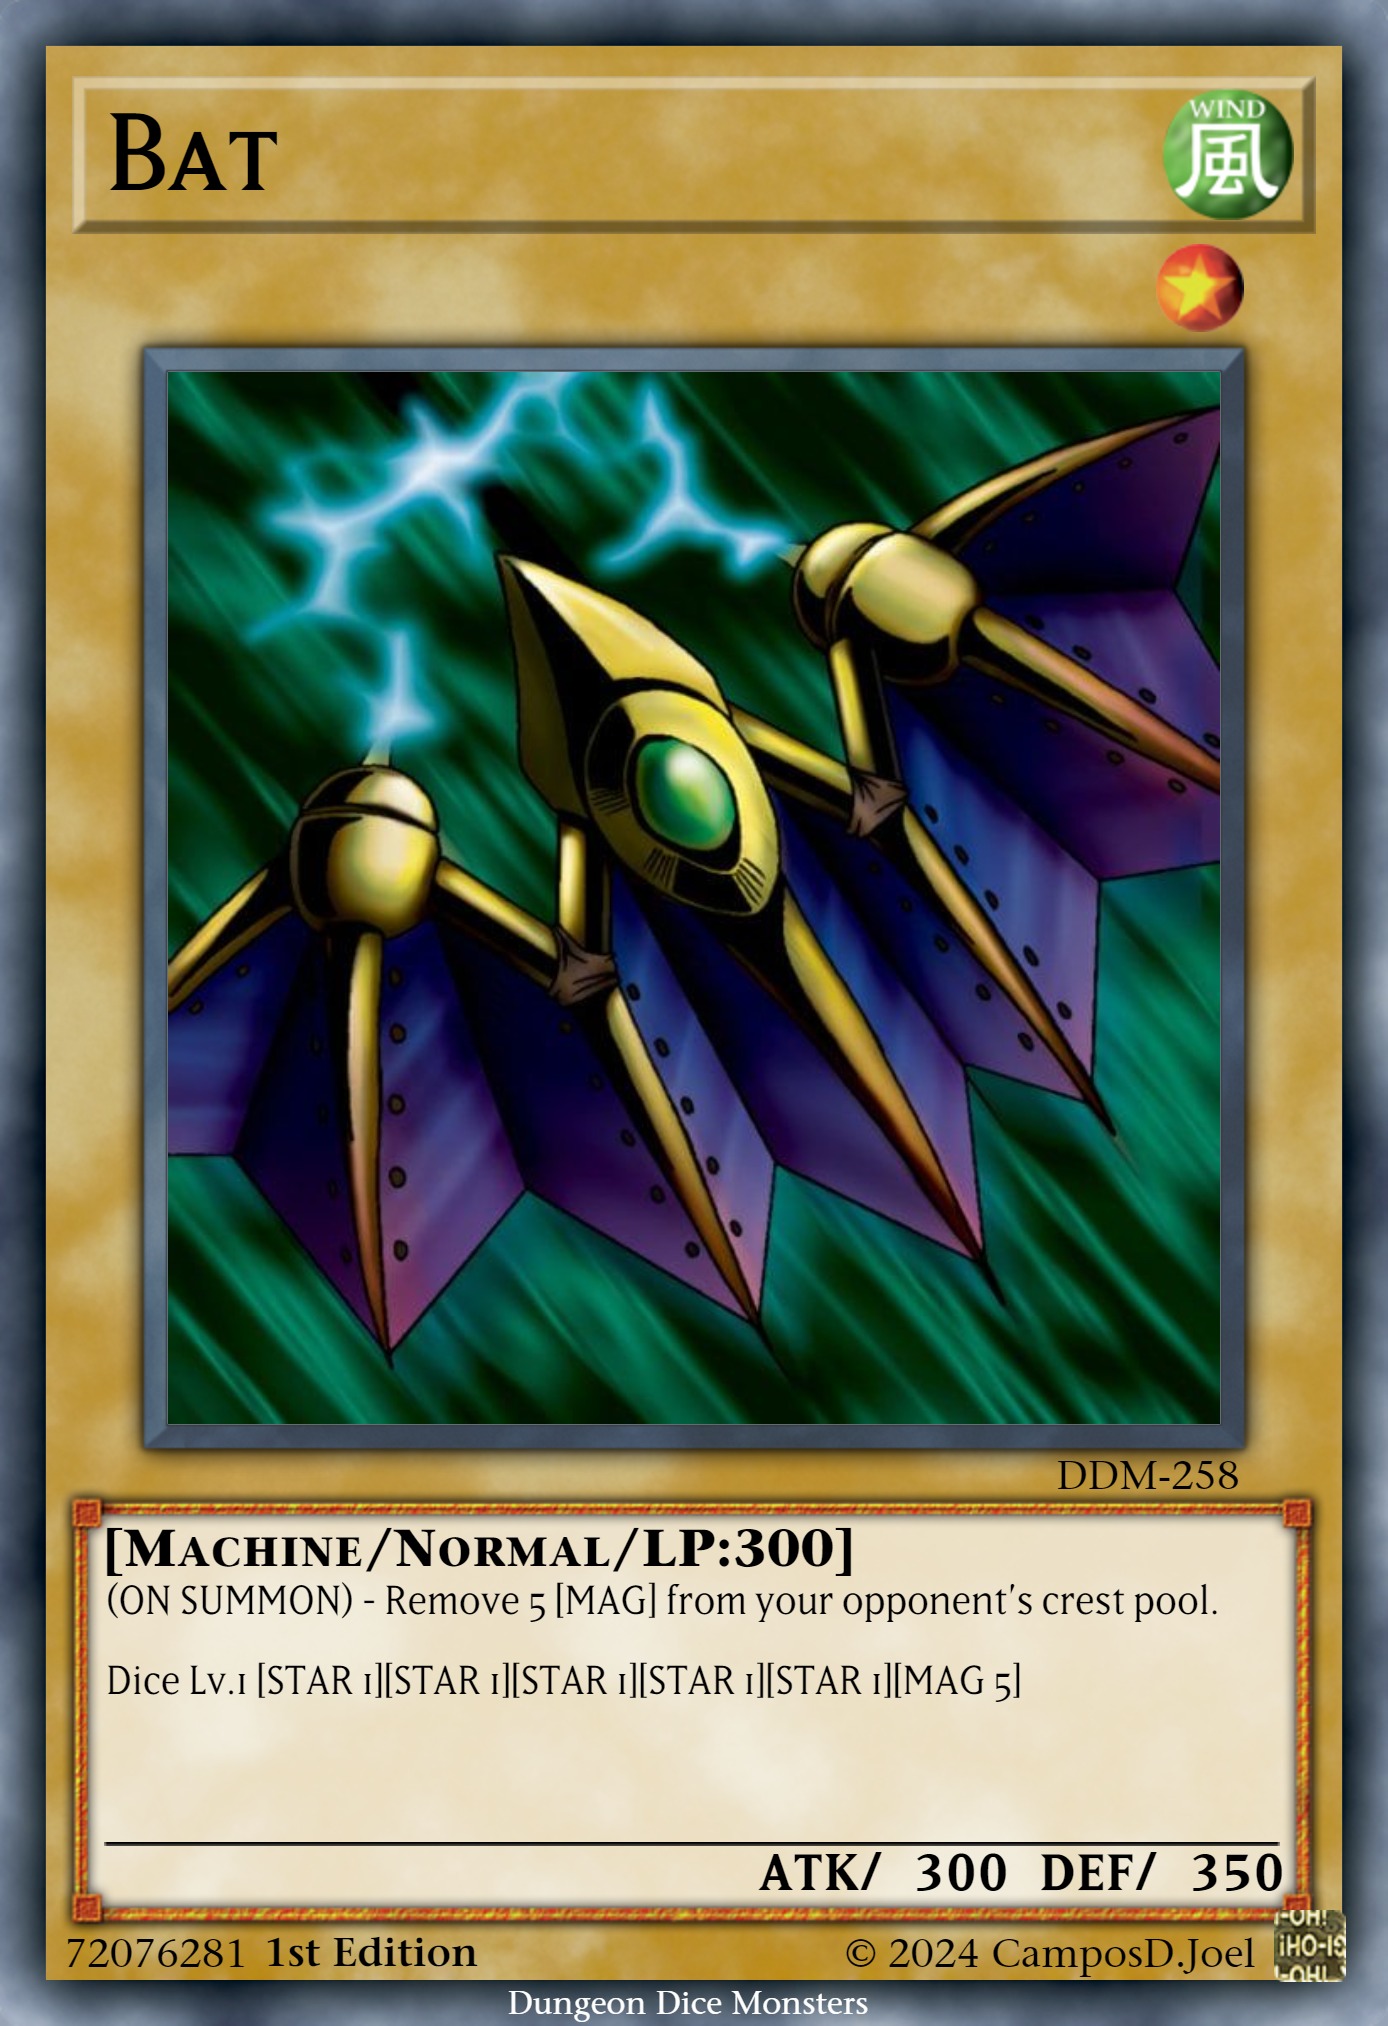 Bat
WIND
風
DDM-258
[Machine/Normal/LP:300]
(ON SUMMON) - Remove 5 [MAG] from your opponent's crest pool.
Dice Lv.1 [STAR 1][STAR 1][STAR 1][STAR 1][STAR 1][MAG 5]
ATK/ 300 DEF/ 350
72076281 1st Edition
© 2024 CamposD.Joel
Dungeon Dice Monsters